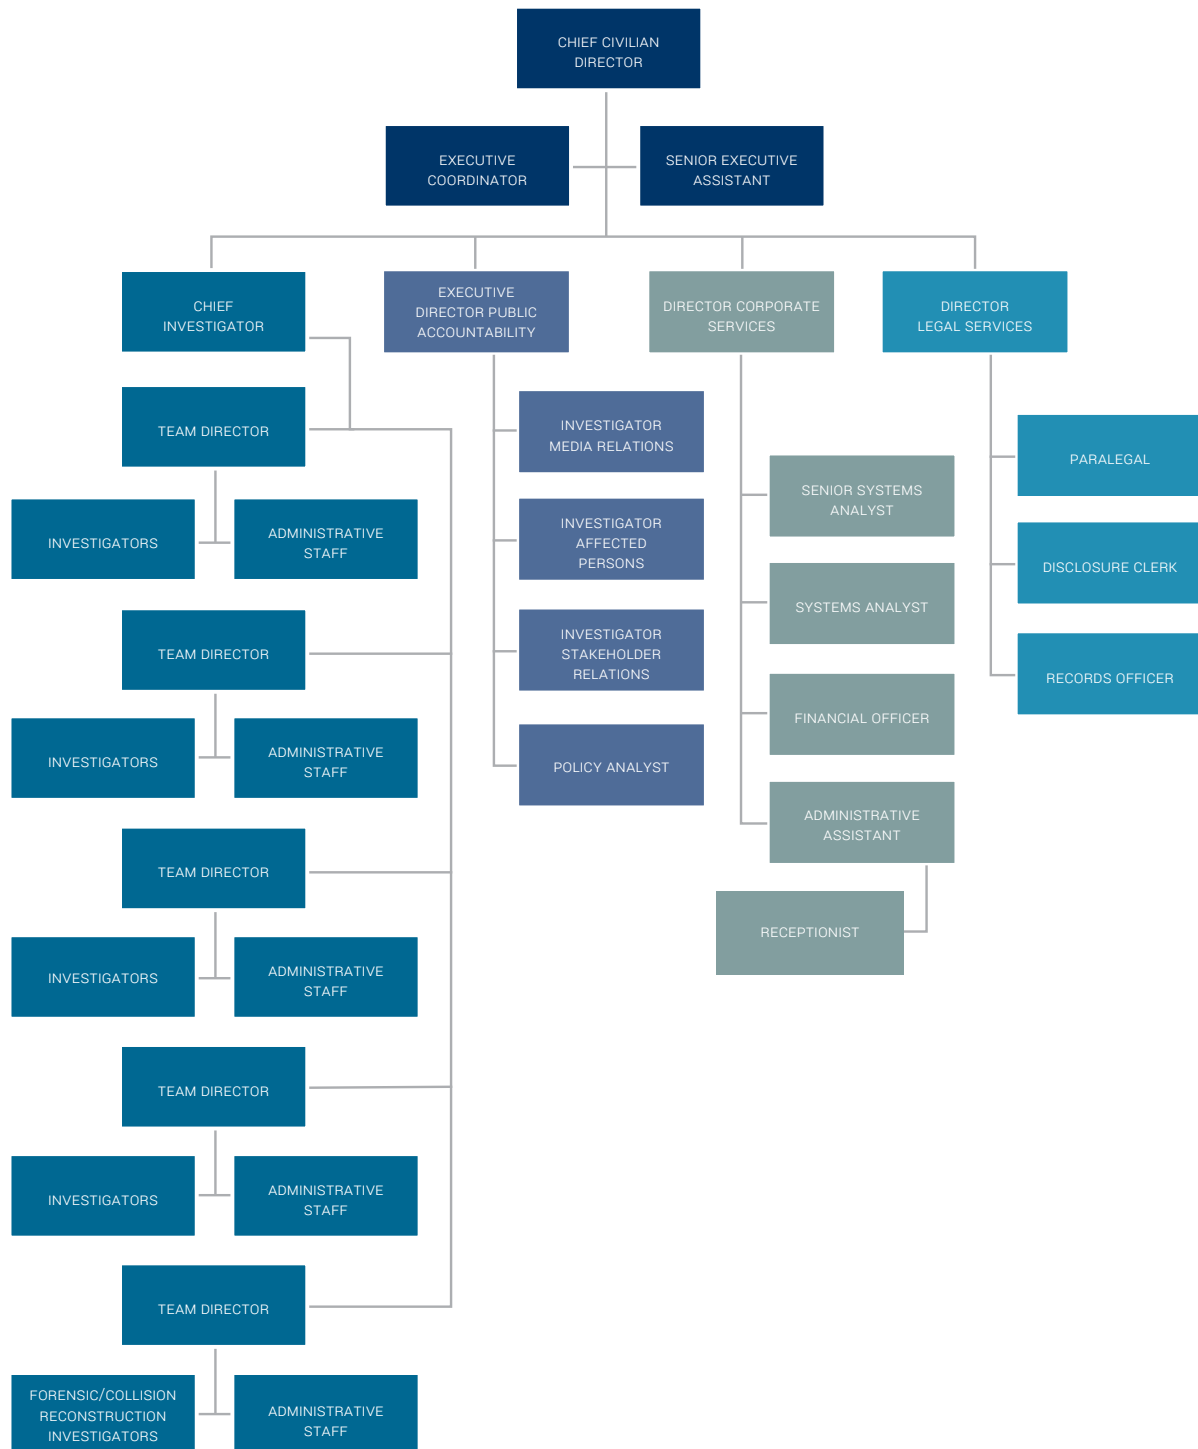 CHIEF CIVILIAN
DIRECTOR
EXECUTIVE
COORDINATOR
SENIOR EXECUTIVE
ASSISTANT
CHIEF
INVESTIGATOR
EXECUTIVE
DIRECTOR PUBLIC
ACCOUNTABILITY
DIRECTOR CORPORATE
SERVICES
DIRECTOR
LEGAL SERVICES
TEAM DIRECTOR
INVESTIGATORS
ADMINISTRATIVE
STAFF
TEAM DIRECTOR
INVESTIGATORS
ADMINISTRATIVE
STAFF
TEAM DIRECTOR
INVESTIGATORS
ADMINISTRATIVE
STAFF
TEAM DIRECTOR
INVESTIGATORS
ADMINISTRATIVE
STAFF
TEAM DIRECTOR
FORENSIC/COLLISION
RECONSTRUCTION
INVESTIGATORS
ADMINISTRATIVE
STAFF
INVESTIGATOR
MEDIA RELATIONS
INVESTIGATOR
AFFECTED
PERSONS
INVESTIGATOR
STAKEHOLDER
RELATIONS
POLICY ANALYST
SENIOR SYSTEMS
ANALYST
SYSTEMS ANALYST
FINANCIAL OFFICER
ADMINISTRATIVE
ASSISTANT
RECEPTIONIST
PARALEGAL
DISCLOSURE CLERK
RECORDS OFFICER